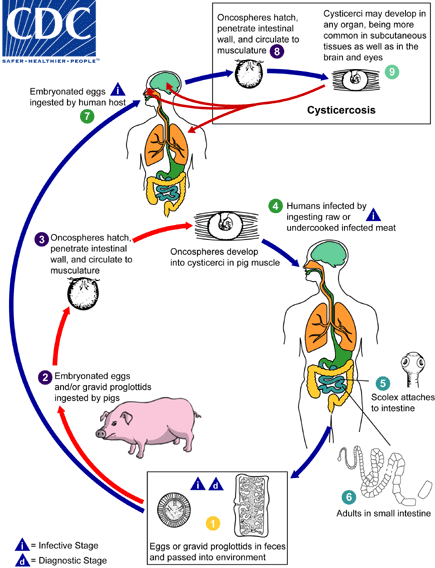 CDC
SAFER•HEALTHIER•PEOPLE™
Oncospheres hatch,
penetrate intestinal
wall, and circulate to
musculature
8
Cysticerci may develop in
any organ, being more
common in subcutaneous
tissues as well as in the
brain and eyes
9
Cysticercosis
Embryonated eggs
ingested by human host
i
7
4 Humans infected by
ingesting raw or
undercooked infected meat
i
3 Oncospheres hatch,
penetrate intestinal
wall, and circulate to
musculature
Oncospheres develop
into cysticerci in pig muscle
2 Embryonated eggs
and/or gravid proglottids
ingested by pigs
5
Scolex attaches
to intestine
6
Adults in small intestine
i d
1
Eggs or gravid proglottids in feces
and passed into environment
i = Infective Stage
d = Diagnostic Stage